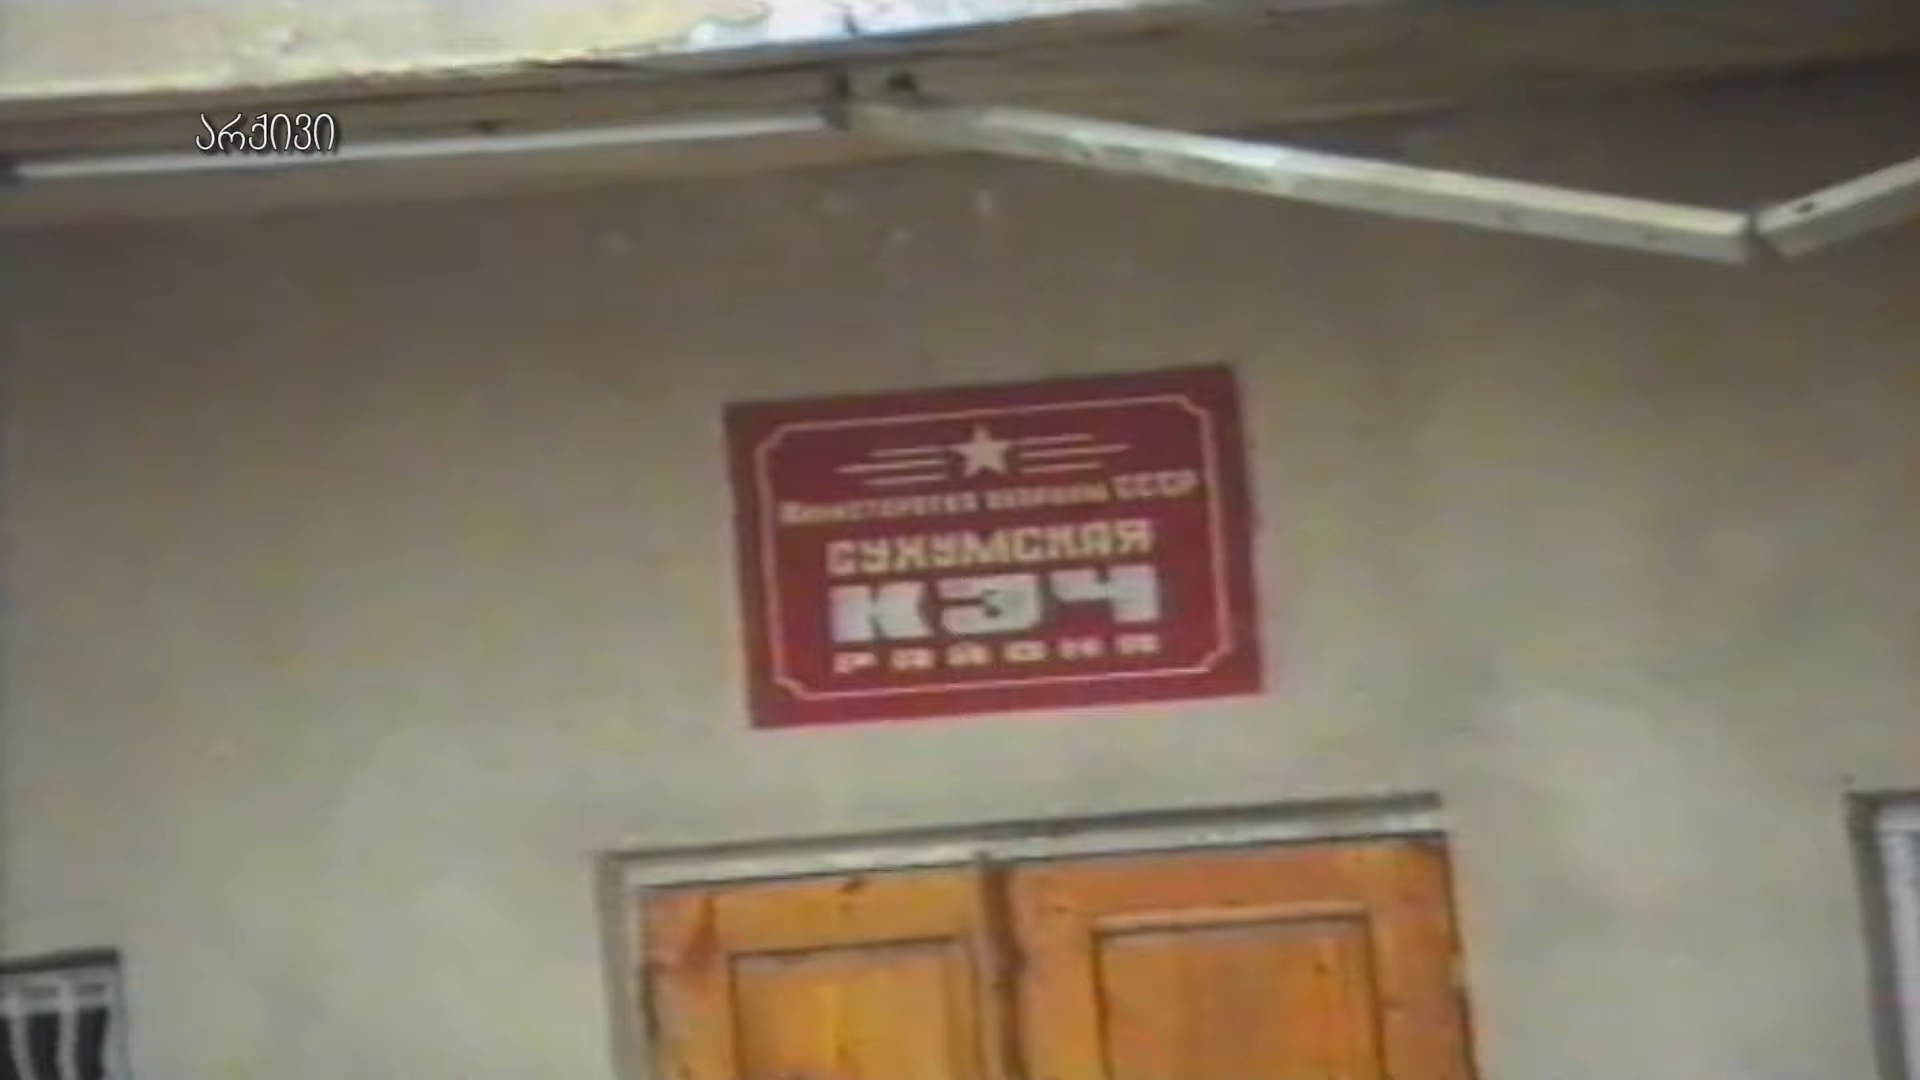 არქივი
Министерство обороны СССР
СУХУМСКАЯ
КЭЧ
РАЙОНА